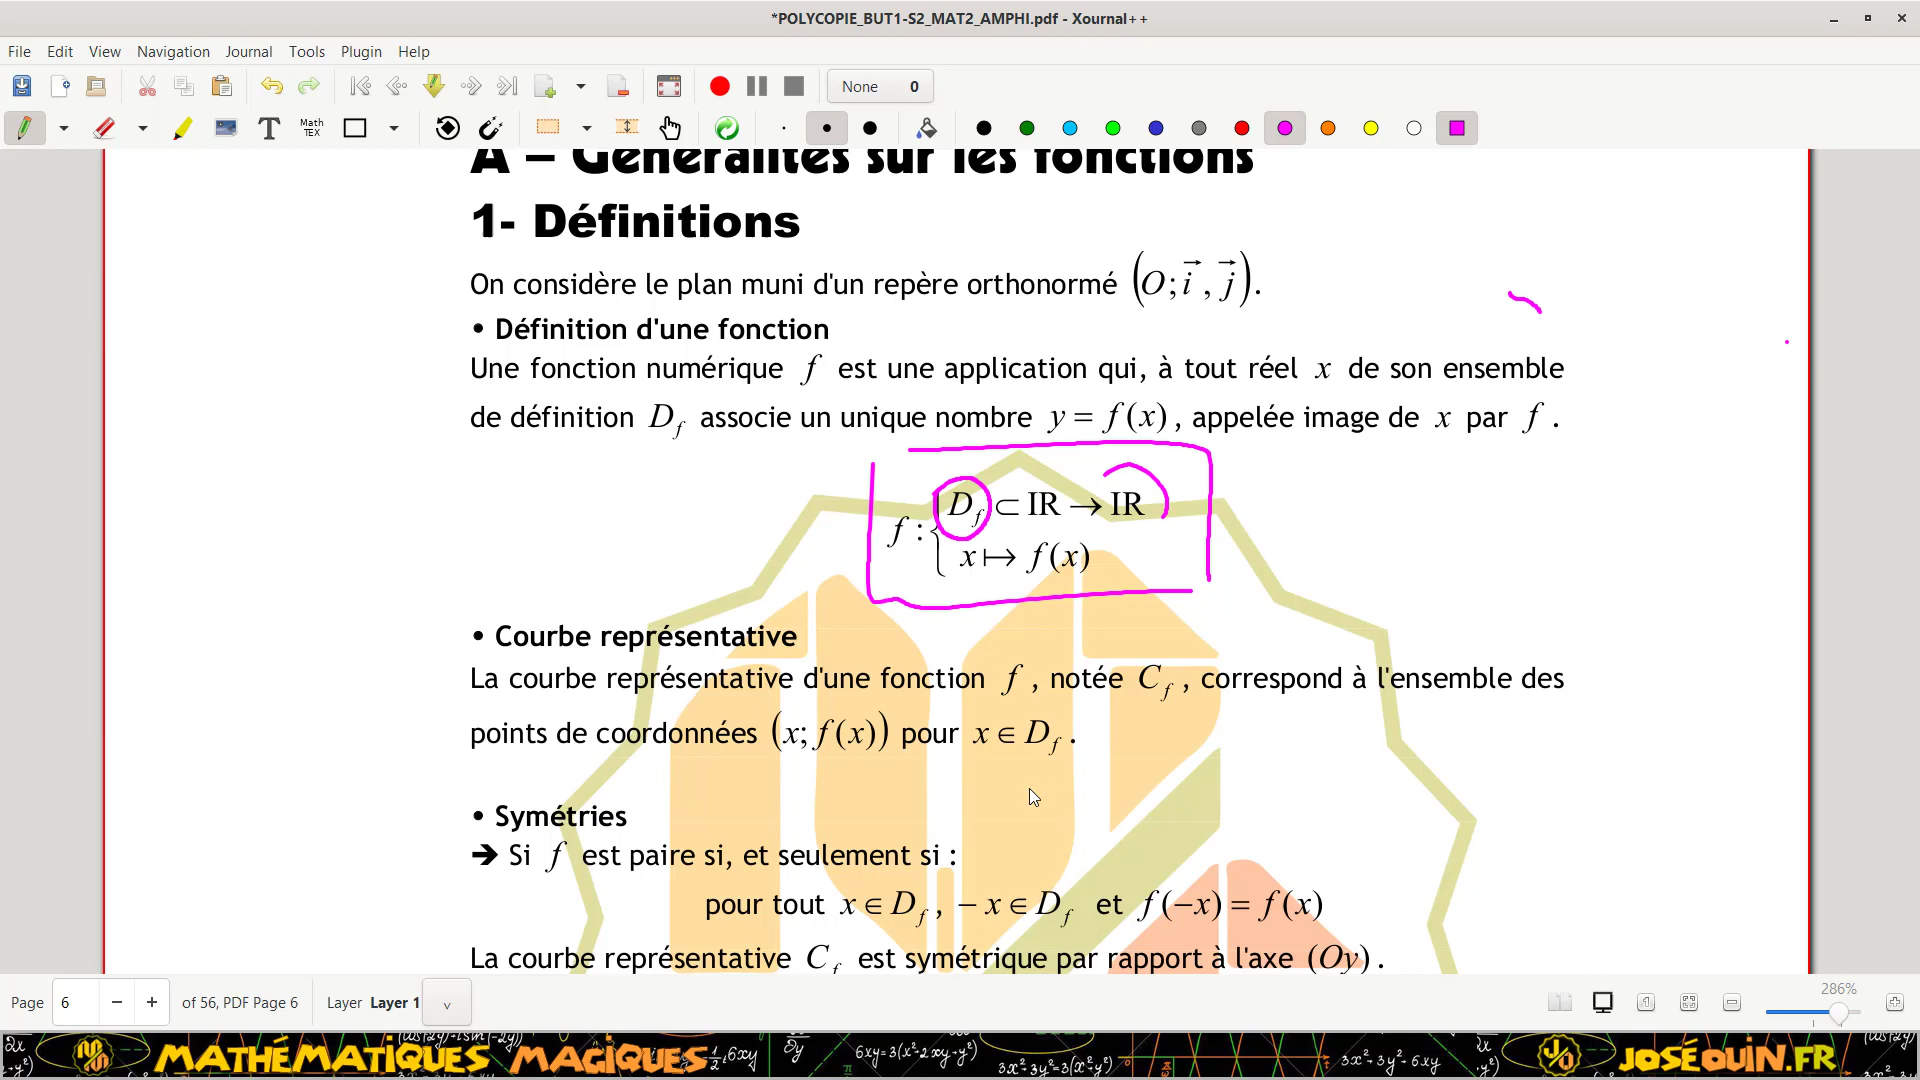 *POLYCOPIE_BUT1-S2_MAT2_AMPHI.pdf - Xournal++
File Edit View Navigation Journal Tools Plugin Help
None 0
T Math TEX
A – Généralités sur les fonctions
1- Définitions
On considère le plan muni d'un repère orthonormé (O; i⃗, j⃗).
• Définition d'une fonction
Une fonction numérique f est une application qui, à tout réel x de son ensemble
de définition D_f associe un unique nombre y = f(x), appelée image de x par f.
f : { D_f ⊂ IR → IR
x ↦ f(x)
• Courbe représentative
La courbe représentative d'une fonction f, notée C_f, correspond à l'ensemble des
points de coordonnées (x; f(x)) pour x ∈ D_f.
• Symétries
➔ Si f est paire si, et seulement si :
pour tout x ∈ D_f, − x ∈ D_f et f(−x) = f(x)
La courbe représentative C_f est symétrique par rapport à l'axe (Oy).
Page 6 of 56, PDF Page 6 Layer Layer 1 286%
MATHÉMATIQUES MAGIQUES JOSÉOUIN.FR